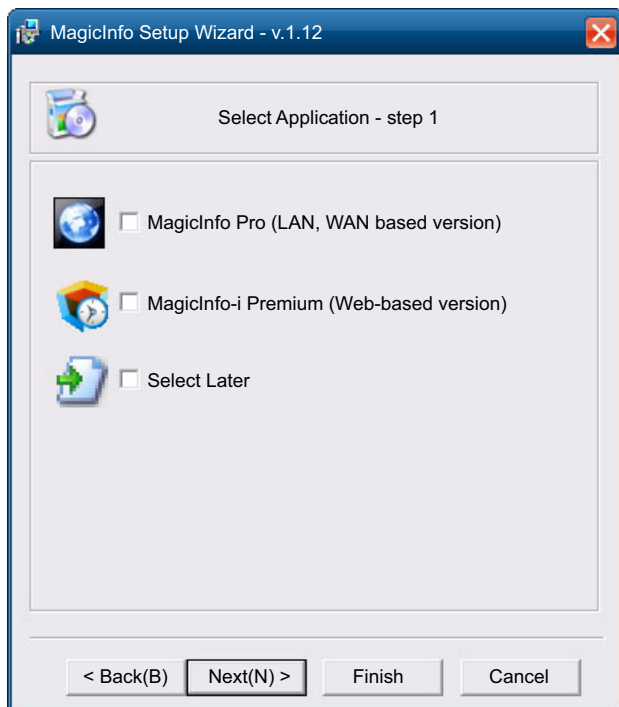 MagicInfo Setup Wizard - v.1.12
Select Application - step 1
MagicInfo Pro (LAN, WAN based version)
MagicInfo-i Premium (Web-based version)
Select Later
< Back(B) Next(N) > Finish Cancel